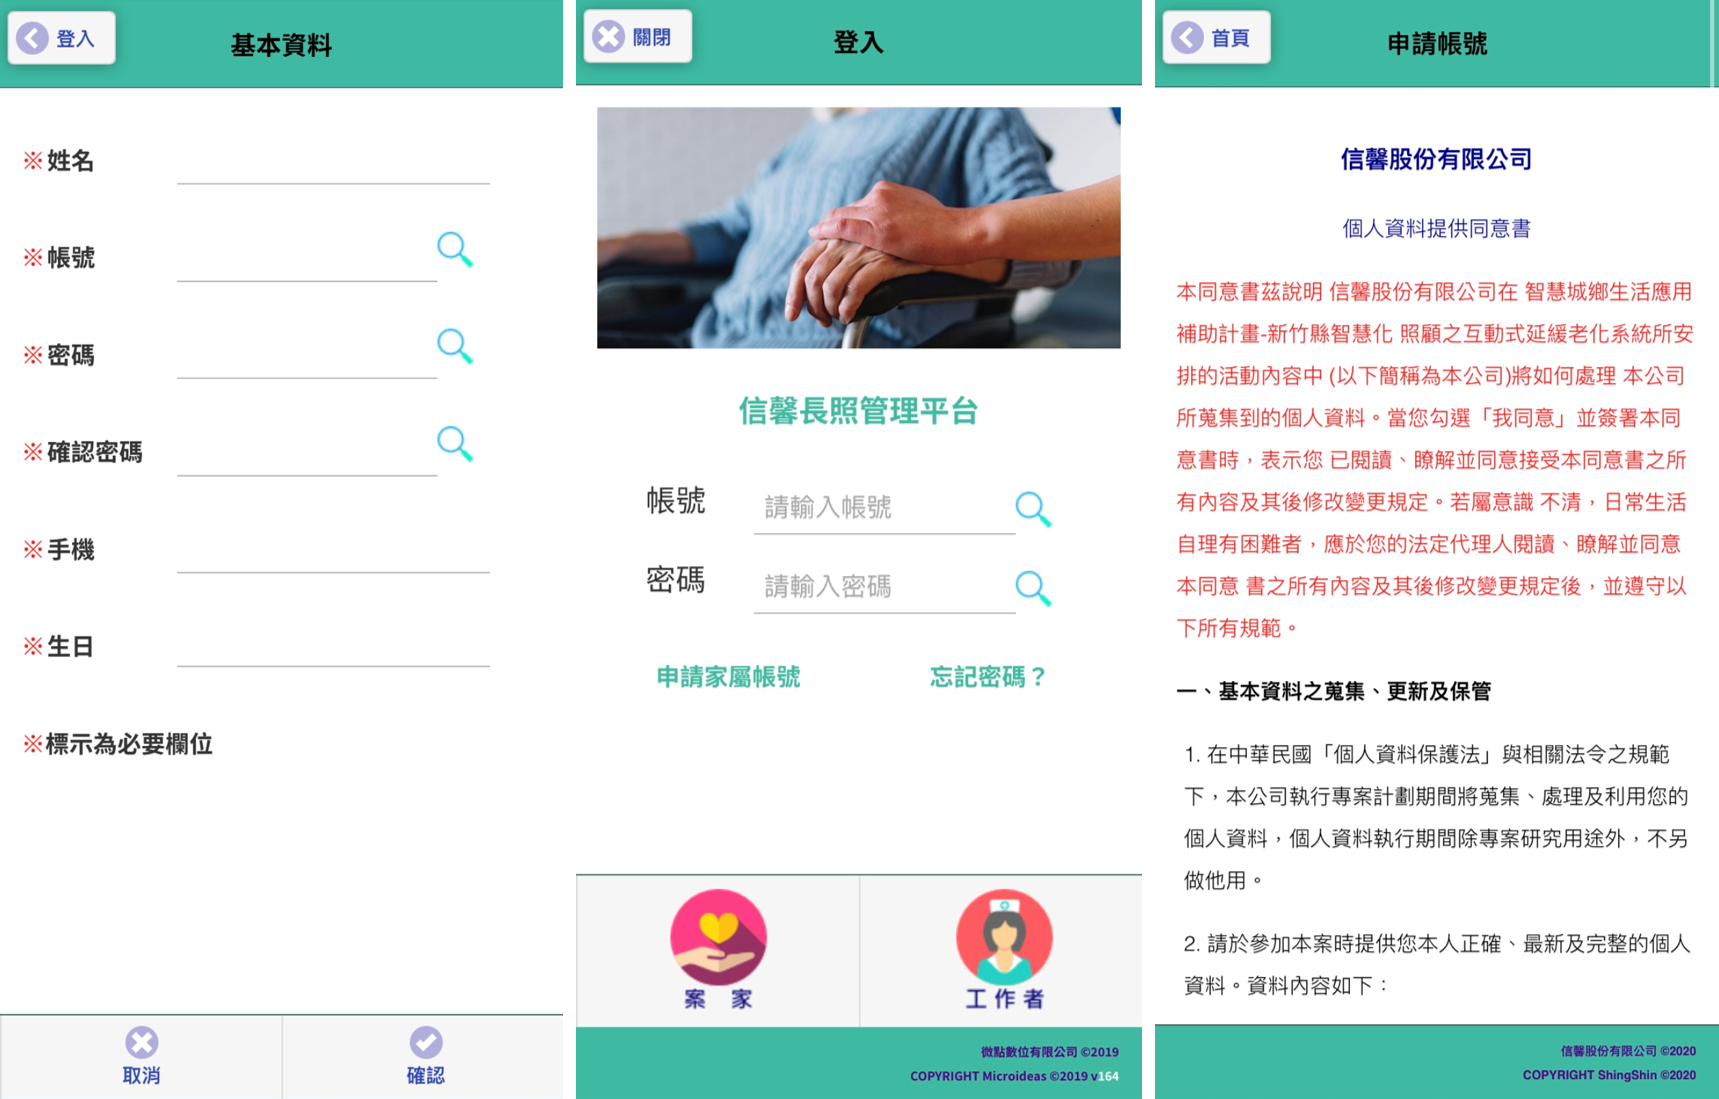 登入
基本資料
※姓名
※帳號
※密碼
※確認密碼
※手機
※生日
※標示為必要欄位
取消
確認
關閉
登入
信馨長照管理平台
帳號 請輸入帳號
密碼 請輸入密碼
申請家屬帳號 忘記密碼？
案 家
工作者
微點數位有限公司 ©2019
COPYRIGHT Microideas ©2019 v164
首頁
申請帳號
信馨股份有限公司
個人資料提供同意書
本同意書茲說明 信馨股份有限公司在 智慧城鄉生活應用
補助計畫-新竹縣智慧化 照顧之互動式延緩老化系統所安
排的活動內容中 (以下簡稱為本公司)將如何處理 本公司
所蒐集到的個人資料。當您勾選「我同意」並簽署本同
意書時，表示您 已閱讀、瞭解並同意接受本同意書之所
有內容及其後修改變更規定。若屬意識 不清，日常生活
自理有困難者，應於您的法定代理人閱讀、瞭解並同意
本同意 書之所有內容及其後修改變更規定後，並遵守以
下所有規範。
一、基本資料之蒐集、更新及保管
1. 在中華民國「個人資料保護法」與相關法令之規範
下，本公司執行專案計劃期間將蒐集、處理及利用您的
個人資料，個人資料執行期間除專案研究用途外，不另
做他用。
2. 請於參加本案時提供您本人正確、最新及完整的個人
資料。資料內容如下：
信馨股份有限公司 ©2020
COPYRIGHT ShingShin ©2020